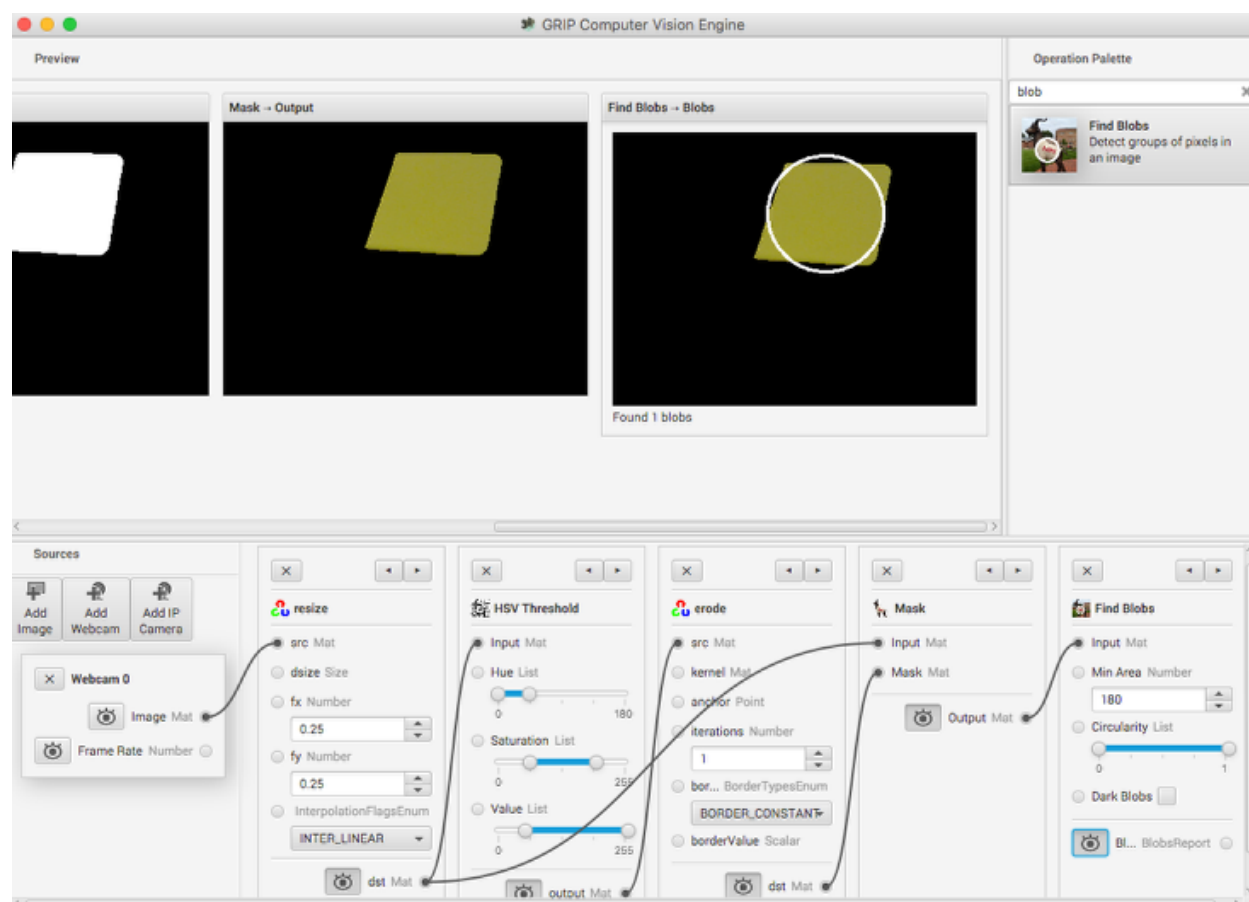 GRIP Computer Vision Engine
Preview
Operation Palette
blob
Find Blobs
Detect groups of pixels in
an image
Mask → Output
Find Blobs → Blobs
Found 1 blobs
Sources
Add
Image
Add
Webcam
Add IP
Camera
Webcam 0
Image Mat
Frame Rate Number
resize
src Mat
dsize Size
fx Number
0.25
fy Number
0.25
InterpolationFlagsEnum
INTER_LINEAR
dst Mat
HSV Threshold
Input Mat
Hue List
0 180
Saturation List
0 255
Value List
0 255
output Mat
erode
src Mat
kernel Mat
anchor Point
iterations Number
1
bor... BorderTypesEnum
BORDER_CONSTANT
borderValue Scalar
dst Mat
Mask
Input Mat
Mask Mat
Output Mat
Find Blobs
Input Mat
Min Area Number
180
Circularity List
0 1
Dark Blobs
Bl... BlobsReport